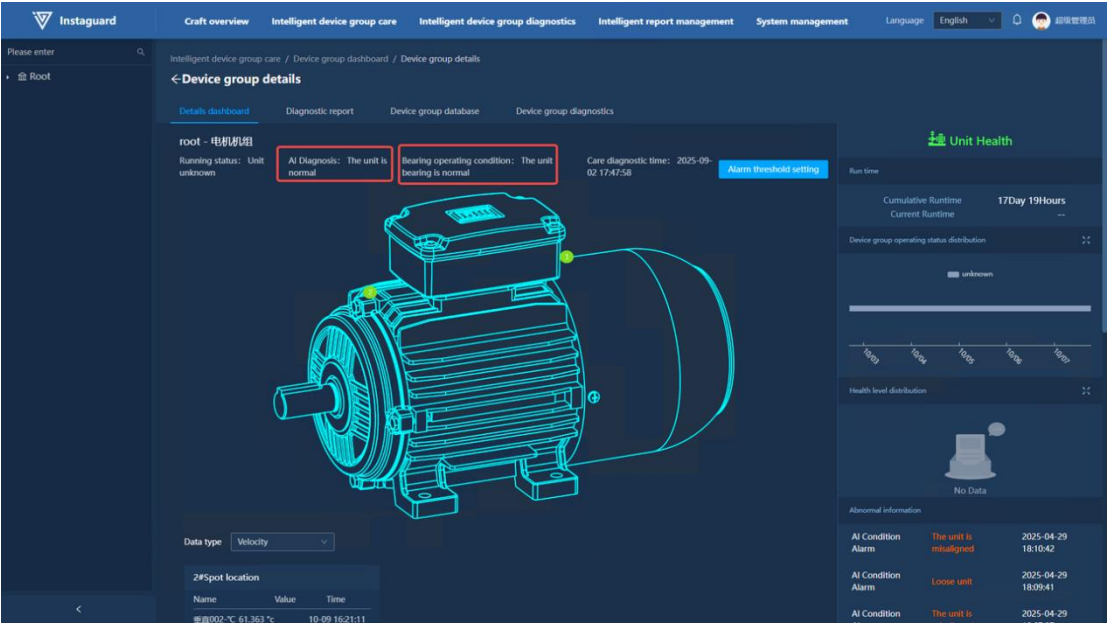 Instaguard
Craft overview Intelligent device group care Intelligent device group diagnostics Intelligent report management System management Language English 超级管理员
Please enter
Root
Intelligent device group care / Device group dashboard / Device group details
←Device group details
Details dashboard Diagnostic report Device group database Device group diagnostics
root - 电机机组
Running status: Unit unknown
AI Diagnosis: The unit is normal
Bearing operating condition: The unit bearing is normal
Care diagnostic time: 2025-09-02 17:47:58
Alarm threshold setting
1
2
Data type Velocity
2#Spot location
Name Value Time
垂直002-℃ 61.363 °c 10-09 16:21:11
Unit Health
Run time
Cumulative Runtime 17Day 19Hours
Current Runtime --
Device group operating status distribution
unknown
10/03 10/04 10/05 10/06 10/07
Health level distribution
No Data
Abnormal information
AI Condition Alarm The unit is misaligned 2025-04-29 18:10:42
AI Condition Alarm Loose unit 2025-04-29 18:09:41
AI Condition The unit is 2025-04-29